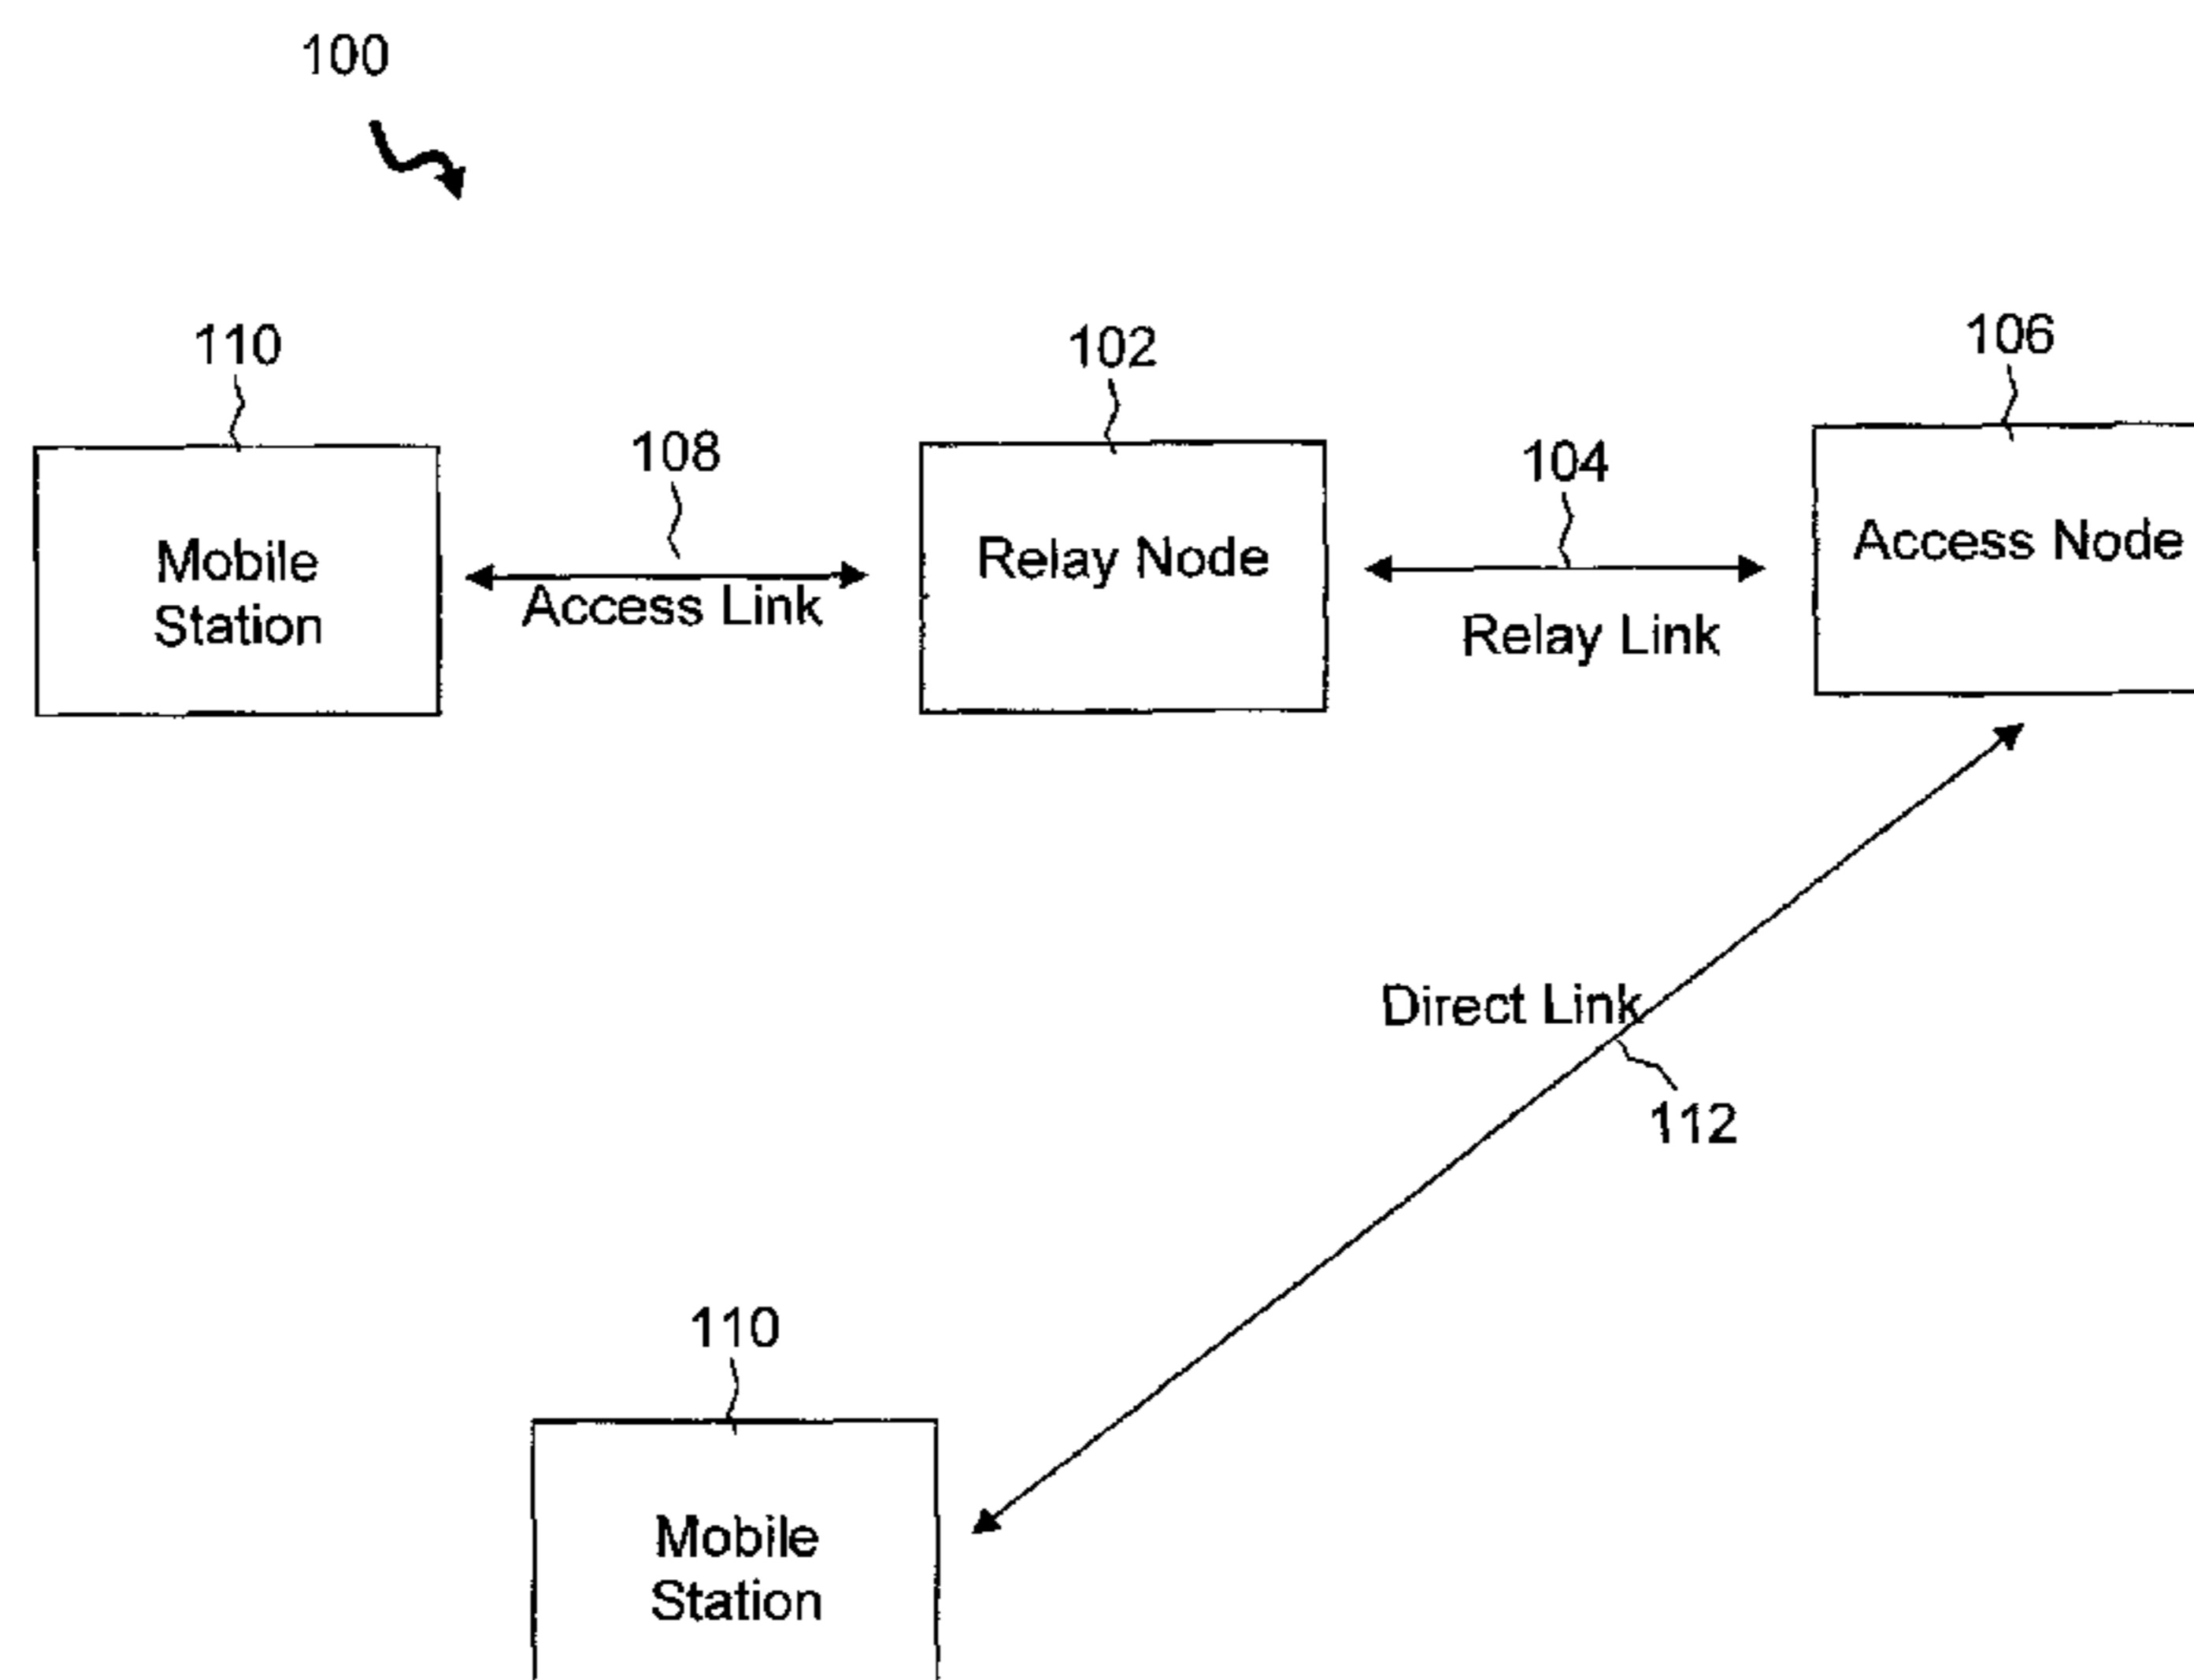 100
110
102
106
108
104
Mobile
Station
Access Link
Relay Node
Relay Link
Access Node
Direct Link
112
110
Mobile
Station